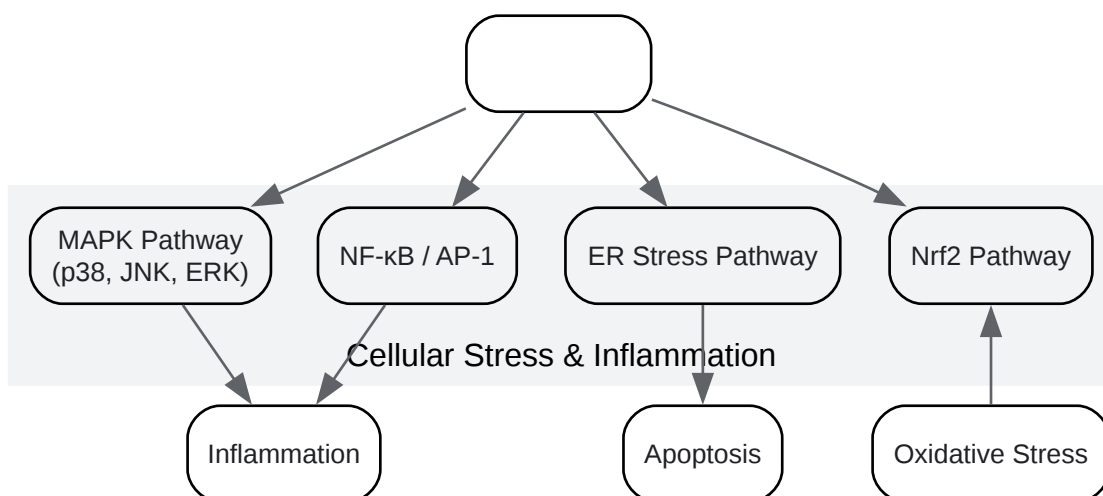 MAPK Pathway
(p38, JNK, ERK)
NF-κB / AP-1
ER Stress Pathway
Nrf2 Pathway
Cellular Stress & Inflammation
Inflammation
Apoptosis
Oxidative Stress